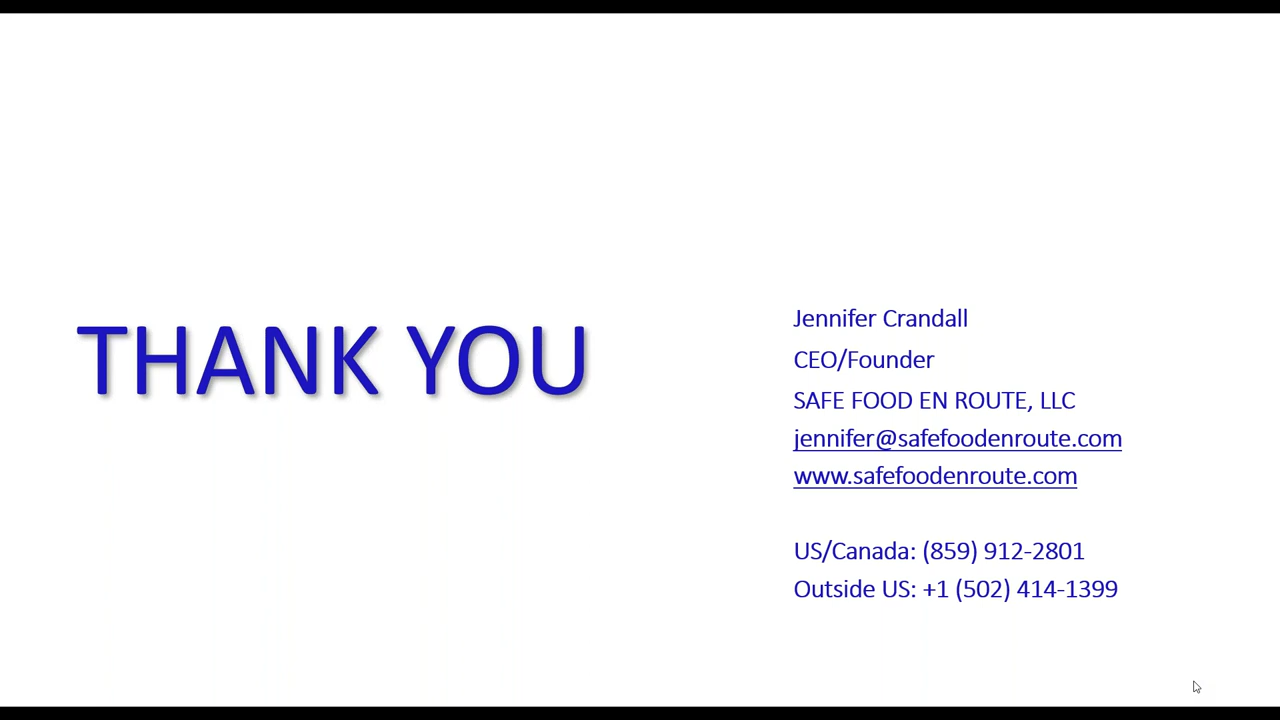 THANK YOU
Jennifer Crandall
CEO/Founder
SAFE FOOD EN ROUTE, LLC
jennifer@safefoodenroute.com
www.safefoodenroute.com
US/Canada: (859) 912-2801
Outside US: +1 (502) 414-1399